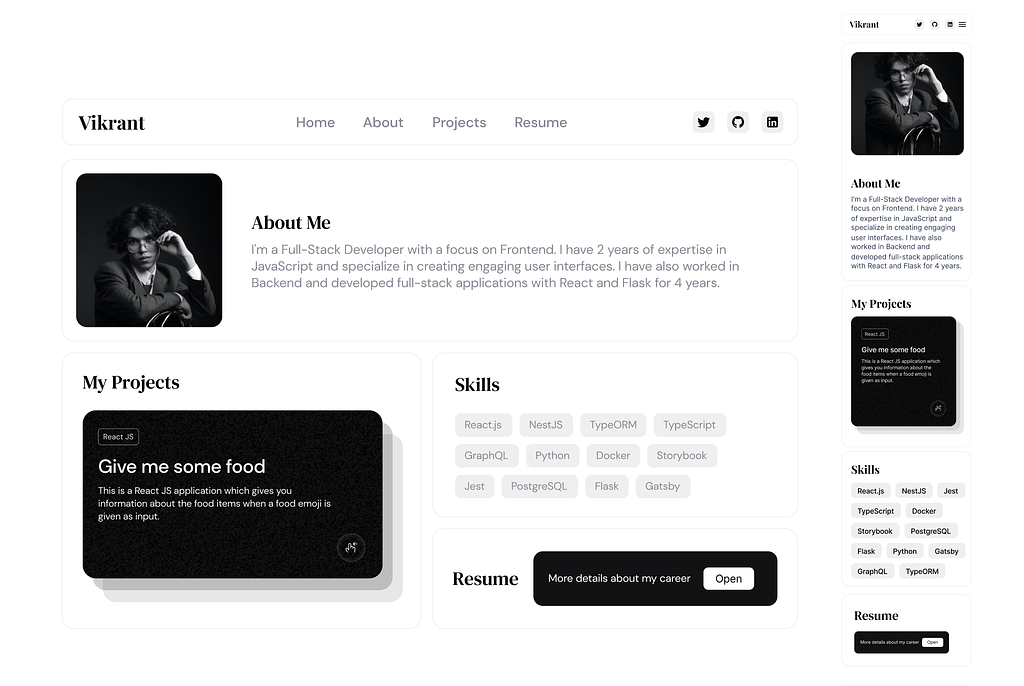 Vikrant
Home About Projects Resume
About Me
I'm a Full-Stack Developer with a focus on Frontend. I have 2 years of expertise in
JavaScript and specialize in creating engaging user interfaces. I have also worked in
Backend and developed full-stack applications with React and Flask for 4 years.
My Projects
React JS
Give me some food
This is a React JS application which gives you
information about the food items when a food emoji is
given as input.
Skills
React.js NestJS TypeORM TypeScript
GraphQL Python Docker Storybook
Jest PostgreSQL Flask Gatsby
Resume
More details about my career Open
Vikrant
About Me
I'm a Full-Stack Developer with a
focus on Frontend. I have 2 years
of expertise in JavaScript and
specialize in creating engaging
user interfaces. I have also
worked in Backend and
developed full-stack applications
with React and Flask for 4 years.
My Projects
React JS
Give me some food
This is a React JS application which
gives you information about the
food items when a food emoji is
given as input.
Skills
React.js NestJS Jest
TypeScript Docker
Storybook PostgreSQL
Flask Python Gatsby
GraphQL TypeORM
Resume
More details about my career Open